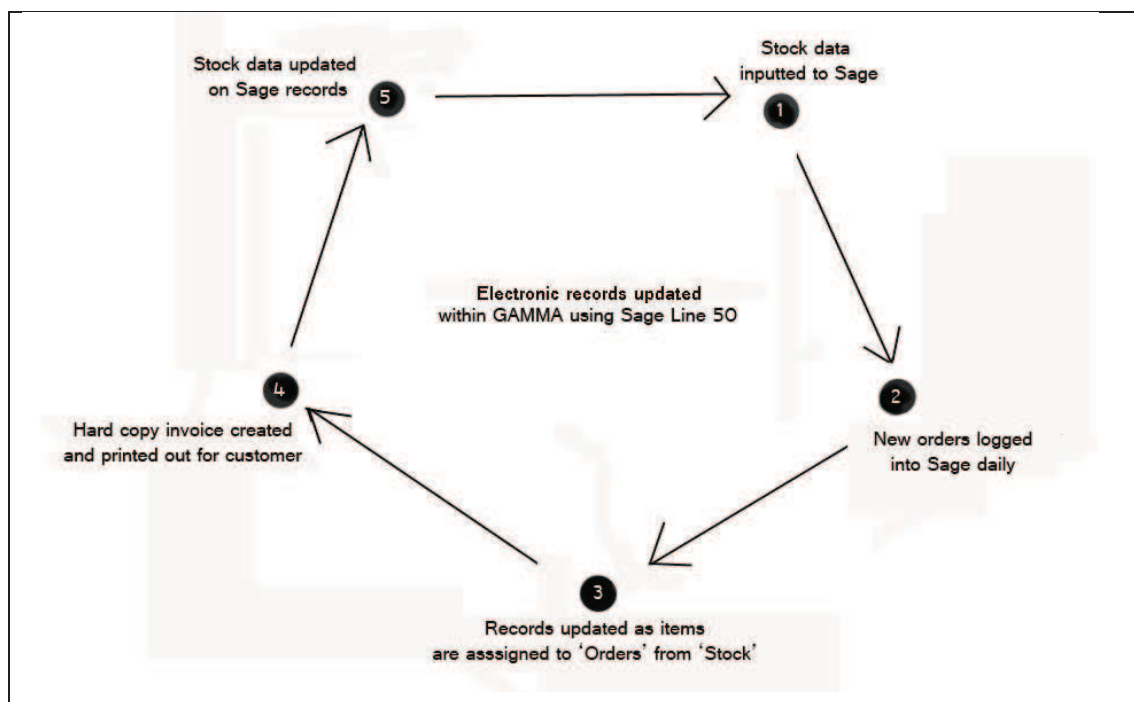 Stock data
inputted to Sage
1
2
New orders logged
into Sage daily
3
Records updated as items
are asssigned to ‘Orders’ from ‘Stock’
4
Hard copy invoice created
and printed out for customer
Stock data updated
on Sage records
5
Electronic records updated
within GAMMA using Sage Line 50